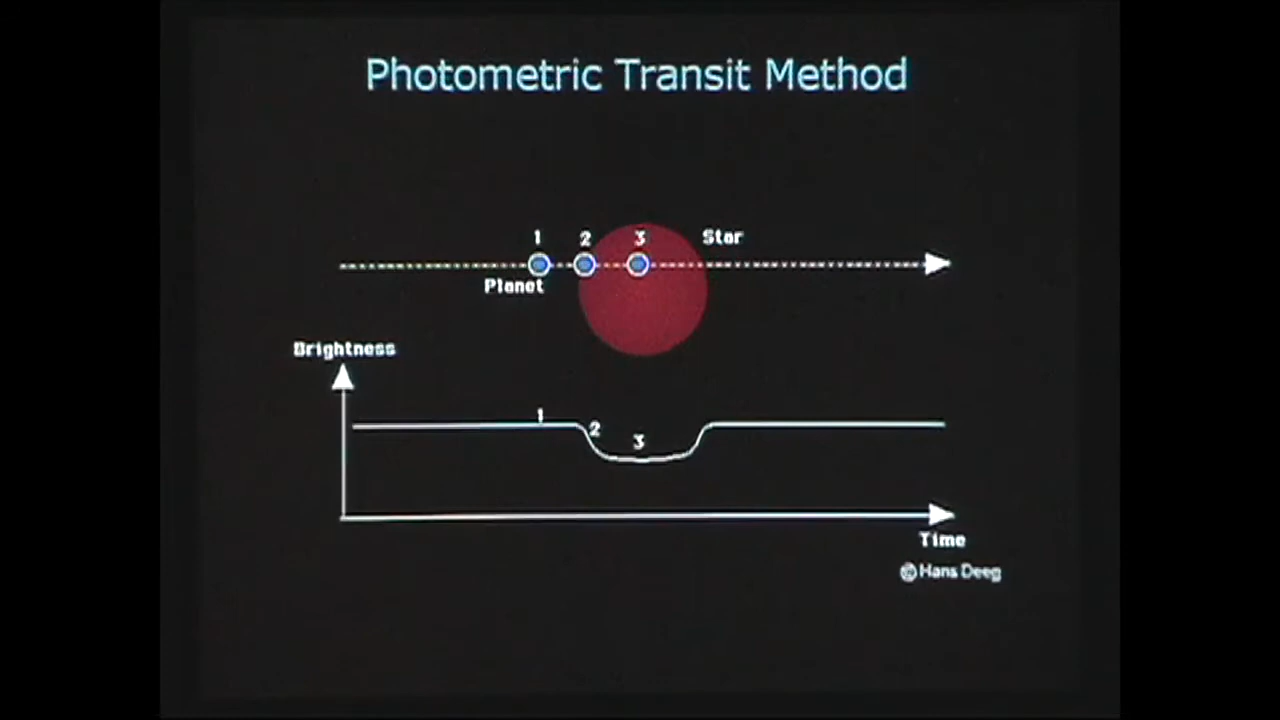 Photometric Transit Method
1 2 3 Star
Planet
Brightness
1
2
3
Time
© Hans Deeg